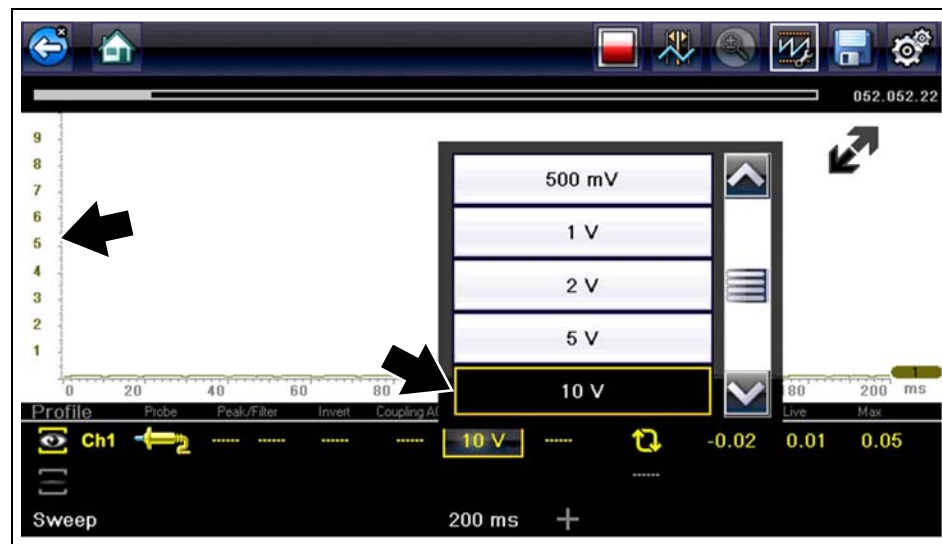 052.052.22
9
8
7
6
5
4
3
2
1
500 mV
1 V
2 V
5 V
10 V
1
0 20 40 60 80 80 200 ms
Profile Probe Peak/Filter Invert Coupling A Live Max
Ch1 ------ ------ ------ ------ 10 V ------ -0.02 0.01 0.05
------
Sweep 200 ms +